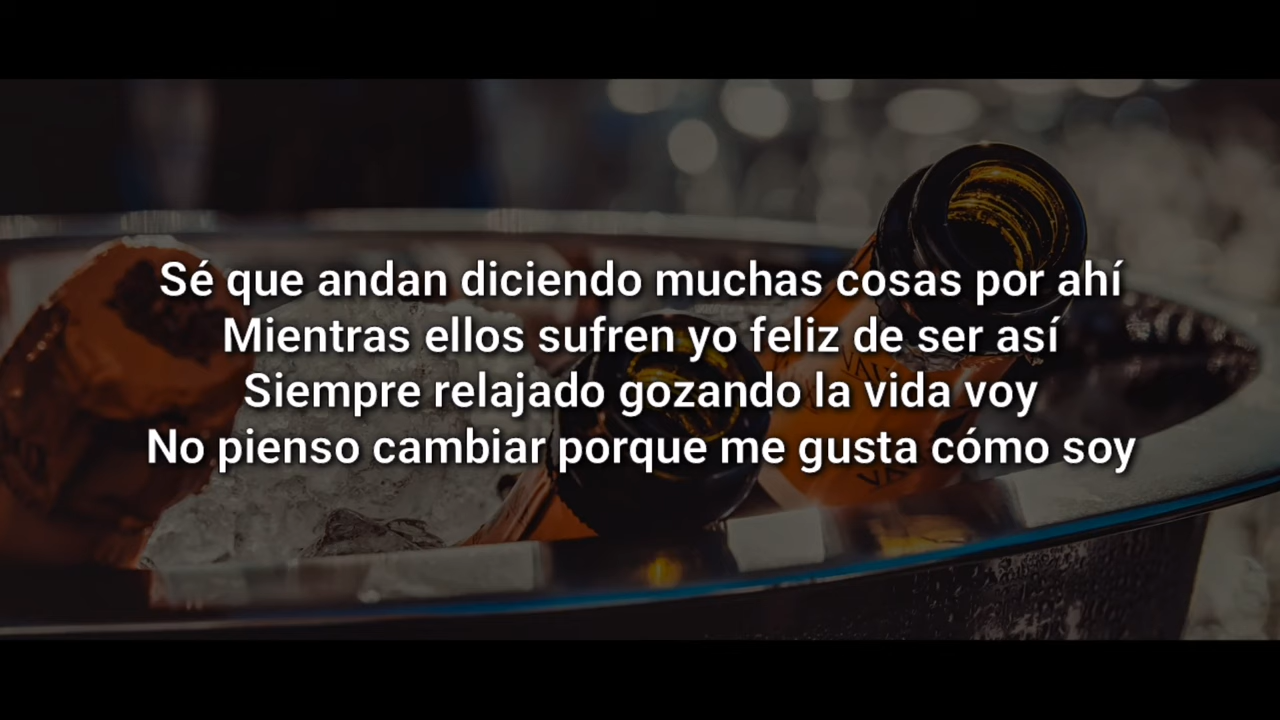 Sé que andan diciendo muchas cosas por ahí
Mientras ellos sufren yo feliz de ser así
Siempre relajado gozando la vida voy
No pienso cambiar porque me gusta cómo soy